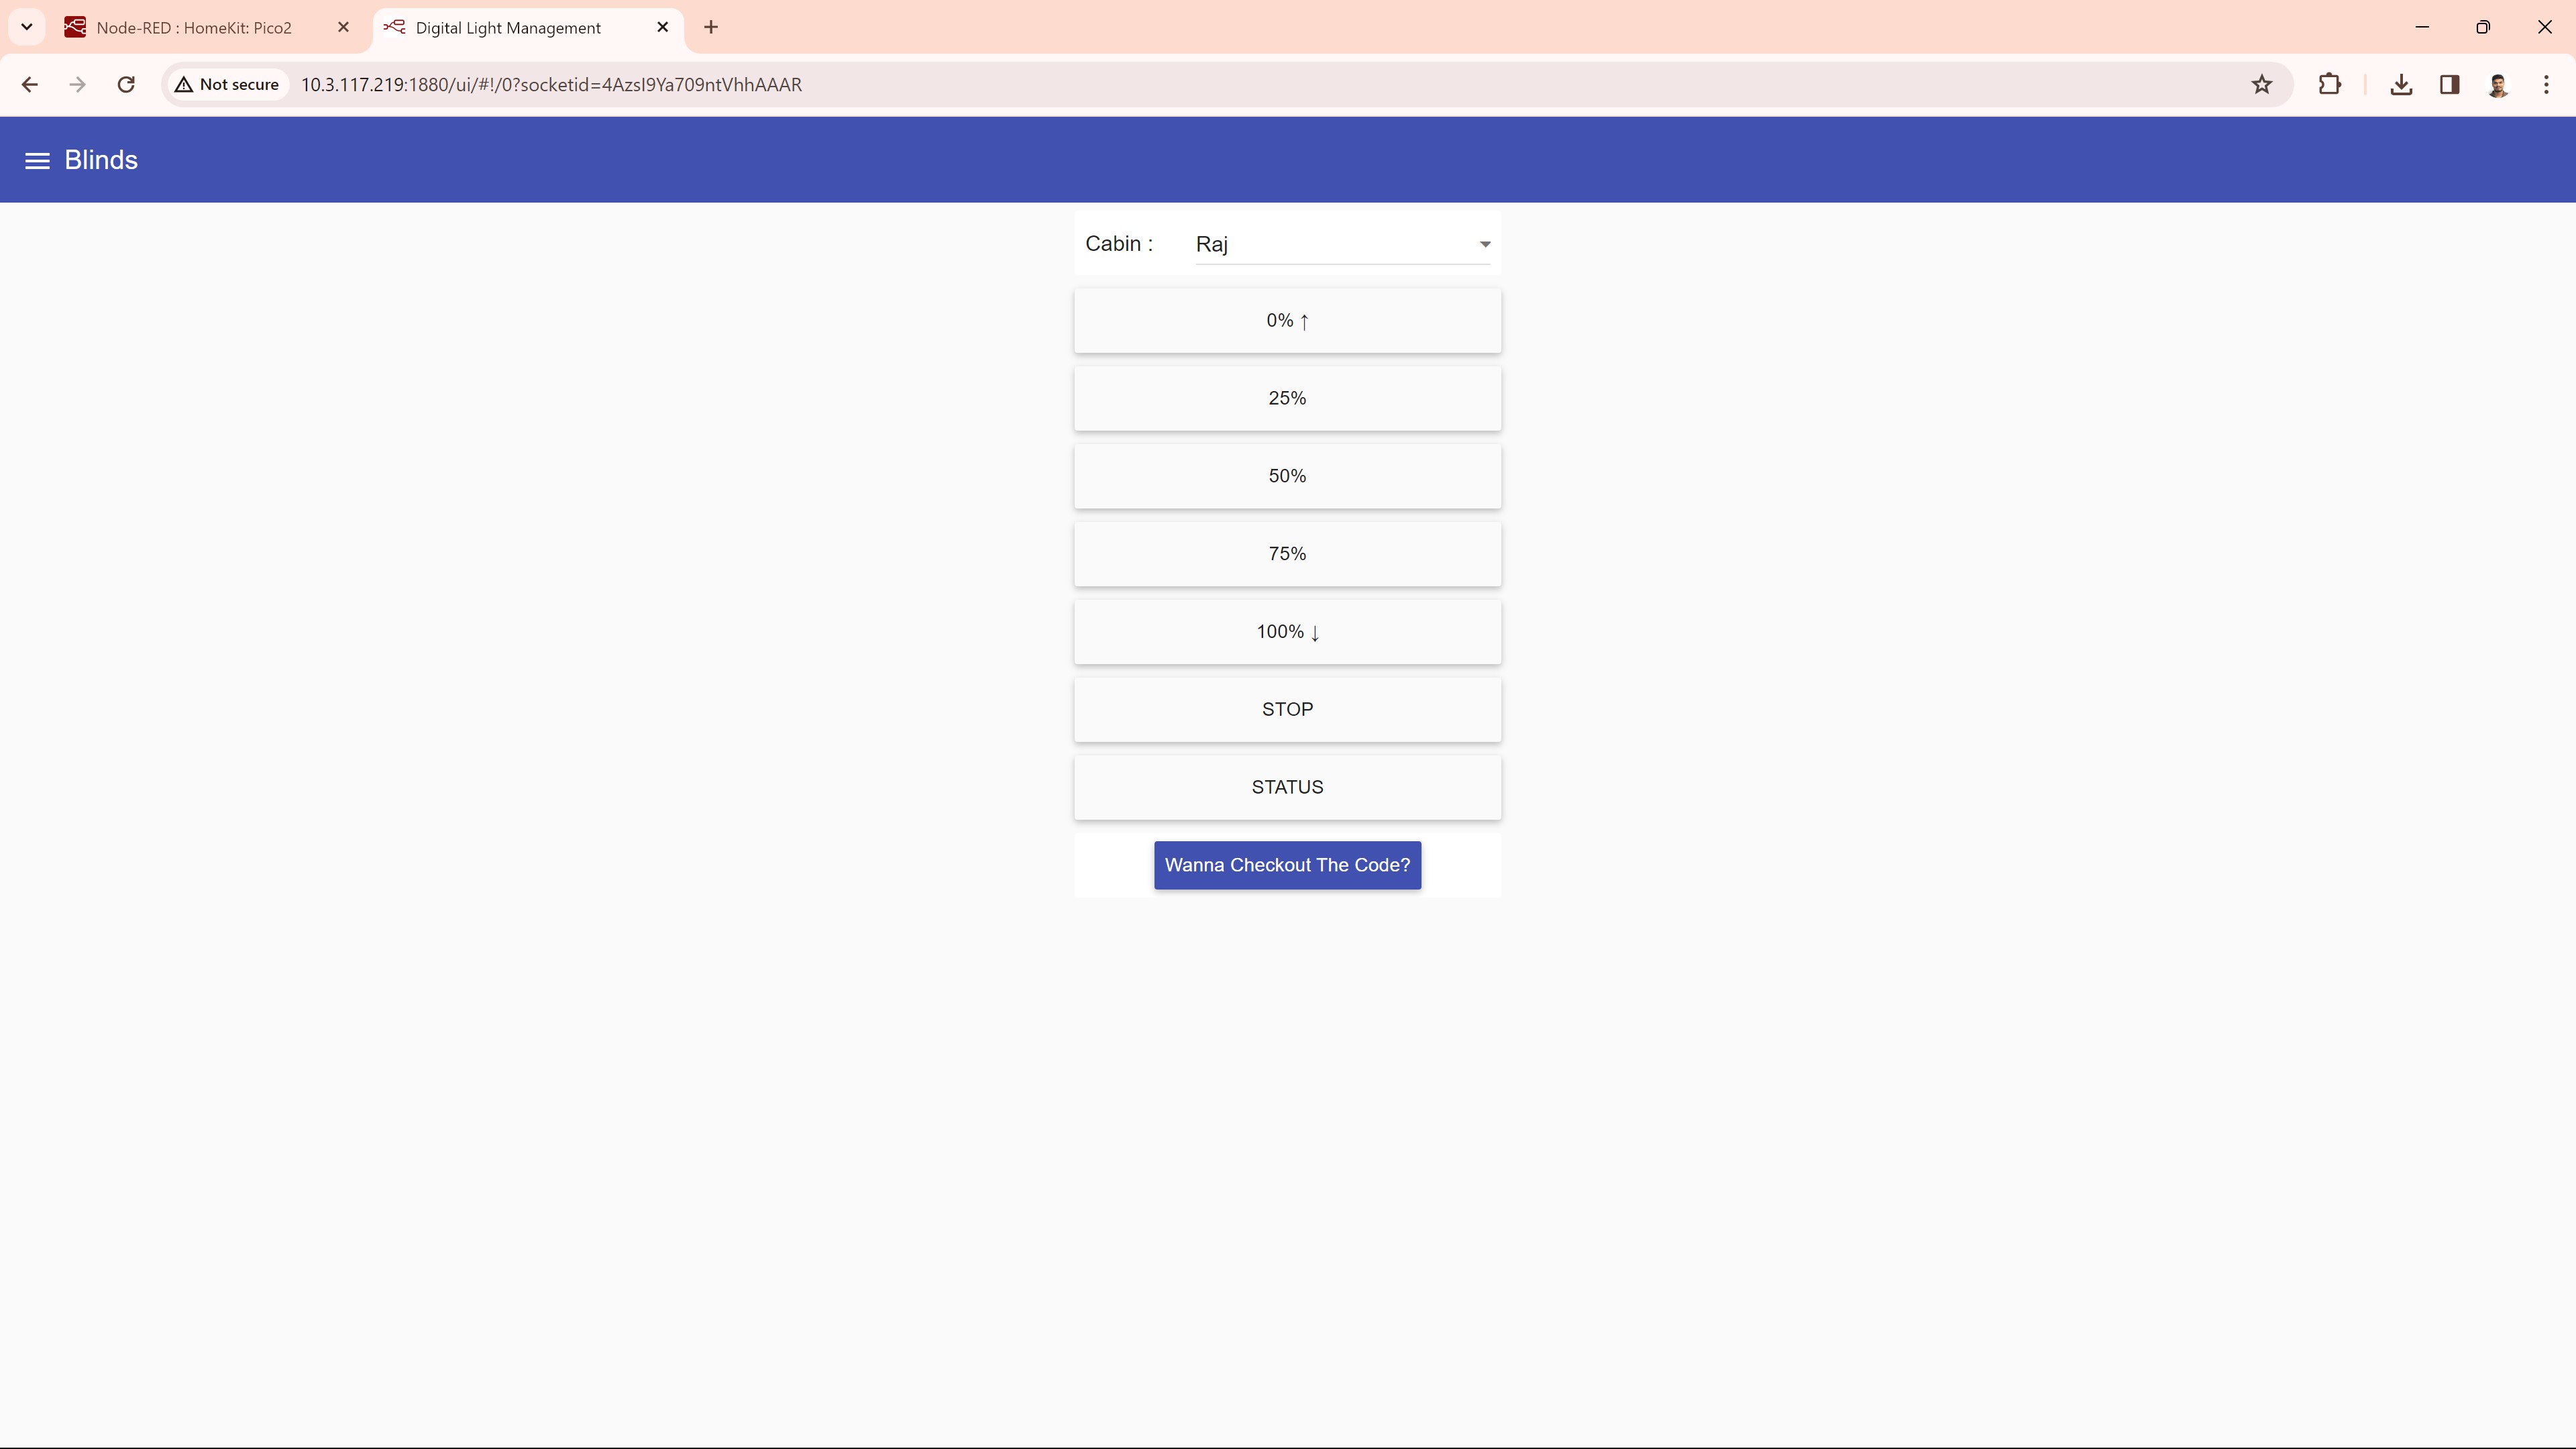 Node-RED : HomeKit: Pico2
Digital Light Management
Not secure
10.3.117.219:1880/ui/#!/0?socketid=4AzsI9Ya709ntVhhAAAR
Blinds
Cabin :
Raj
0% ↑
25%
50%
75%
100% ↓
STOP
STATUS
Wanna Checkout The Code?